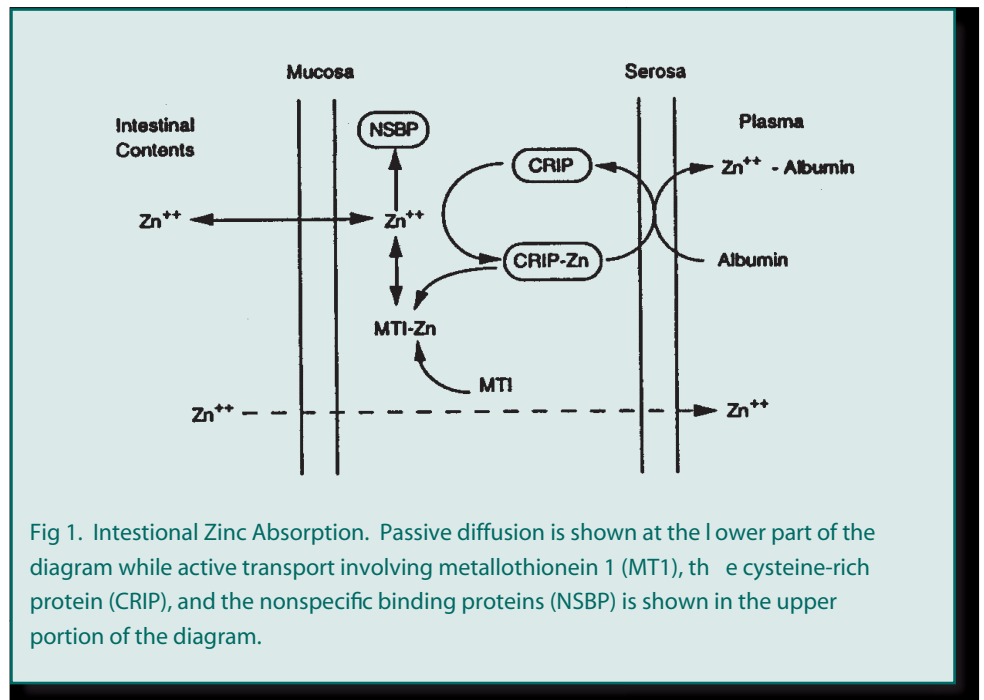 Mucosa
Serosa
Intestinal
Contents
NSBP
Plasma
CRIP
Zn++ - Albumin
Zn++
Zn++
CRIP-Zn
Albumin
MTI-Zn
MTI
Zn++
Zn++
Fig 1. Intestional Zinc Absorption. Passive diffusion is shown at the l ower part of the
diagram while active transport involving metallothionein 1 (MT1), th e cysteine-rich
protein (CRIP), and the nonspecific binding proteins (NSBP) is shown in the upper
portion of the diagram.